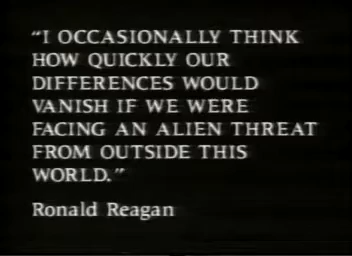 "I OCCASIONALLY THINK
HOW QUICKLY OUR
DIFFERENCES WOULD
VANISH IF WE WERE
FACING AN ALIEN THREAT
FROM OUTSIDE THIS
WORLD."
Ronald Reagan